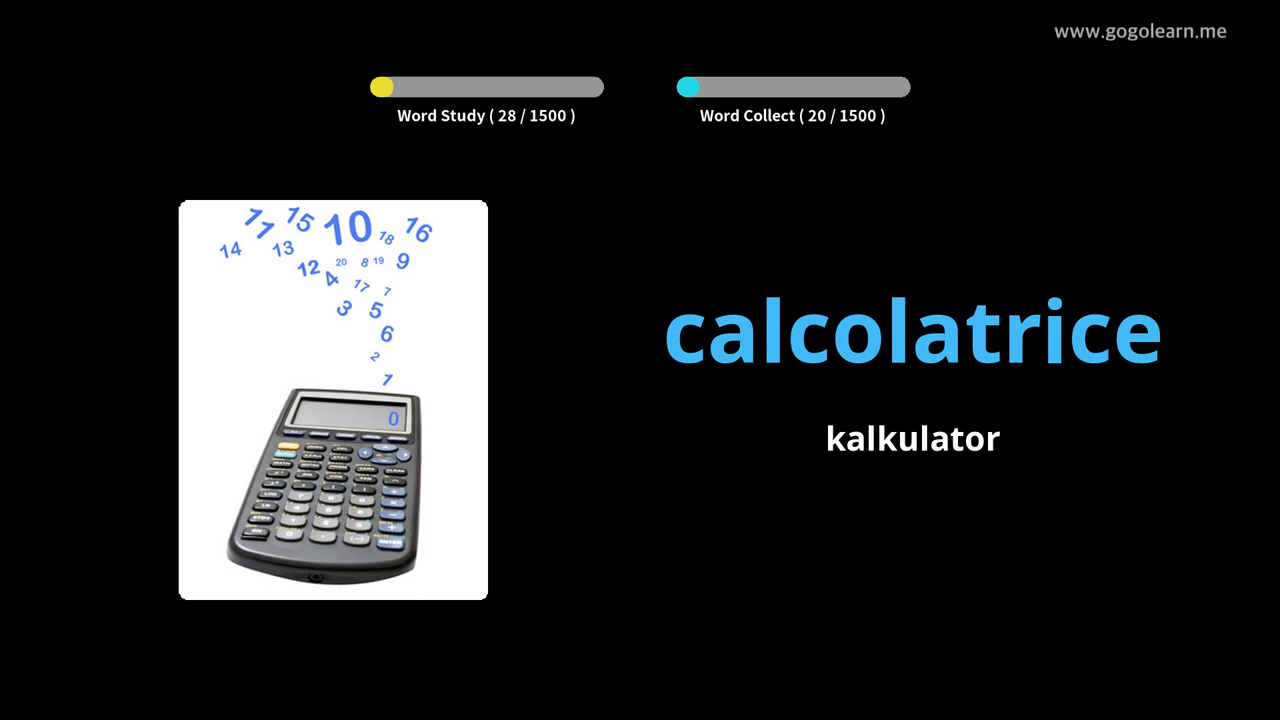 www.gogolearn.me
Word Study ( 28 / 1500 )
Word Collect ( 20 / 1500 )
11 15 10 18 16
14 13
12 20 8 19 9
4 17 7
3 5
6
2
1
0
calcolatrice
kalkulator